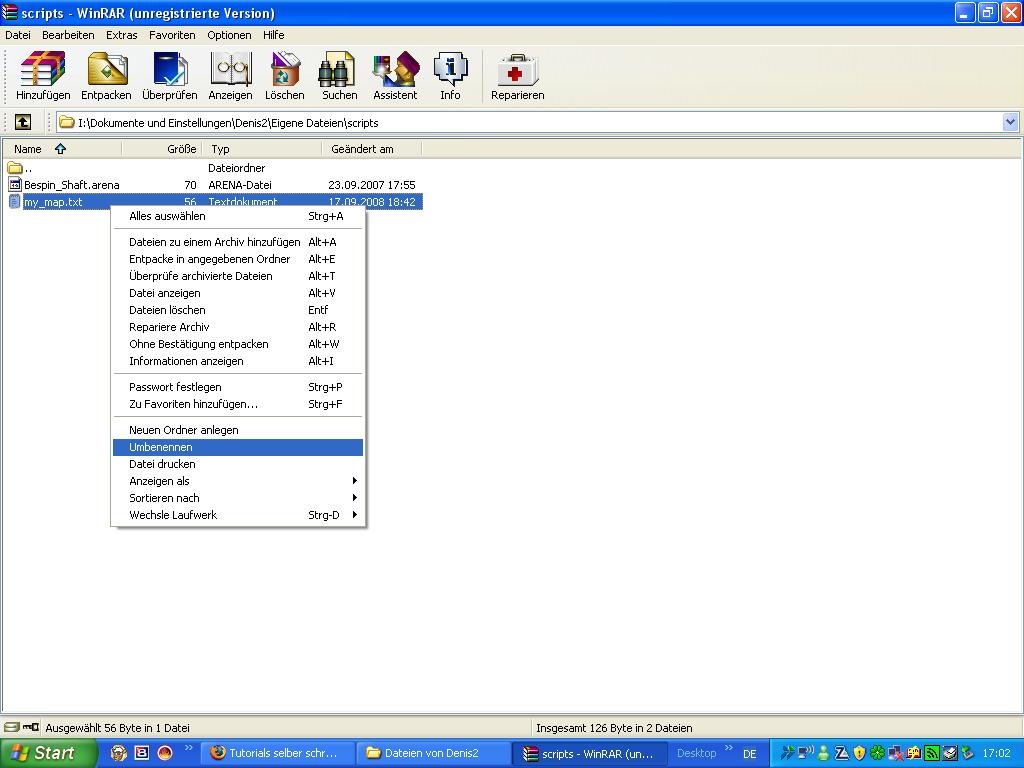 scripts - WinRAR (unregistrierte Version)
Datei Bearbeiten Extras Favoriten Optionen Hilfe
Hinzufügen Entpacken Überprüfen Anzeigen Löschen Suchen Assistent Info Reparieren
I:\Dokumente und Einstellungen\Denis2\Eigene Dateien\scripts
Name Größe Typ Geändert am
.. Dateiordner
Bespin_Shaft.arena 70 ARENA-Datei 23.09.2007 17:55
my_map.txt 56 Textdokument 17.09.2008 18:42
Alles auswählen Strg+A
Dateien zu einem Archiv hinzufügen Alt+A
Entpacke in angegebenen Ordner Alt+E
Überprüfe archivierte Dateien Alt+T
Datei anzeigen Alt+V
Dateien löschen Entf
Repariere Archiv Alt+R
Ohne Bestätigung entpacken Alt+W
Informationen anzeigen Alt+I
Passwort festlegen Strg+P
Zu Favoriten hinzufügen... Strg+F
Neuen Ordner anlegen
Umbenennen
Datei drucken
Anzeigen als
Sortieren nach
Wechsle Laufwerk Strg-D
Ausgewählt 56 Byte in 1 Datei Insgesamt 126 Byte in 2 Dateien
Start Tutorials selber schr... Dateien von Denis2 scripts - WinRAR (un... Desktop DE 17:02